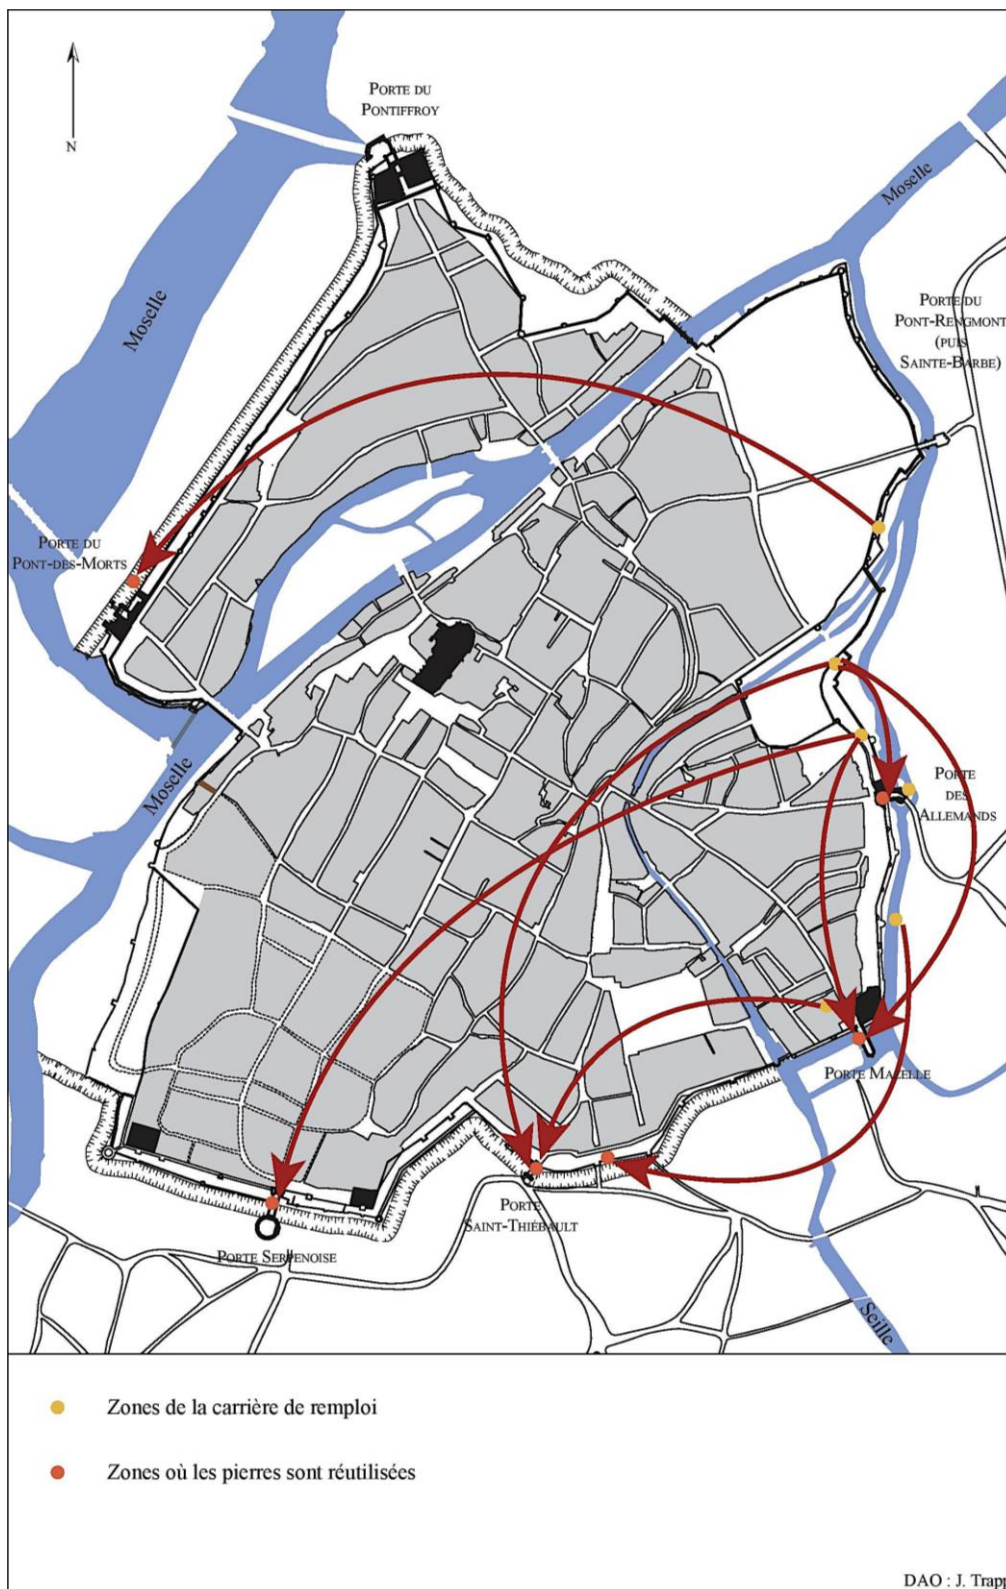 PORTE DU
PONTIFFROY
N
Moselle
Moselle
PORTE DU
PONT-RENGMONT
(PUIS
SAINTE-BARBE)
PORTE DU
PONT-DES-MORTS
Moselle
PORTE
DES
ALLEMANDS
PORTE MAZELLE
PORTE
SAINT-THIÉBAULT
PORTE SERPENOISE
Seille
Zones de la carrière de remploi
Zones où les pierres sont réutilisées
DAO : J. Trapp